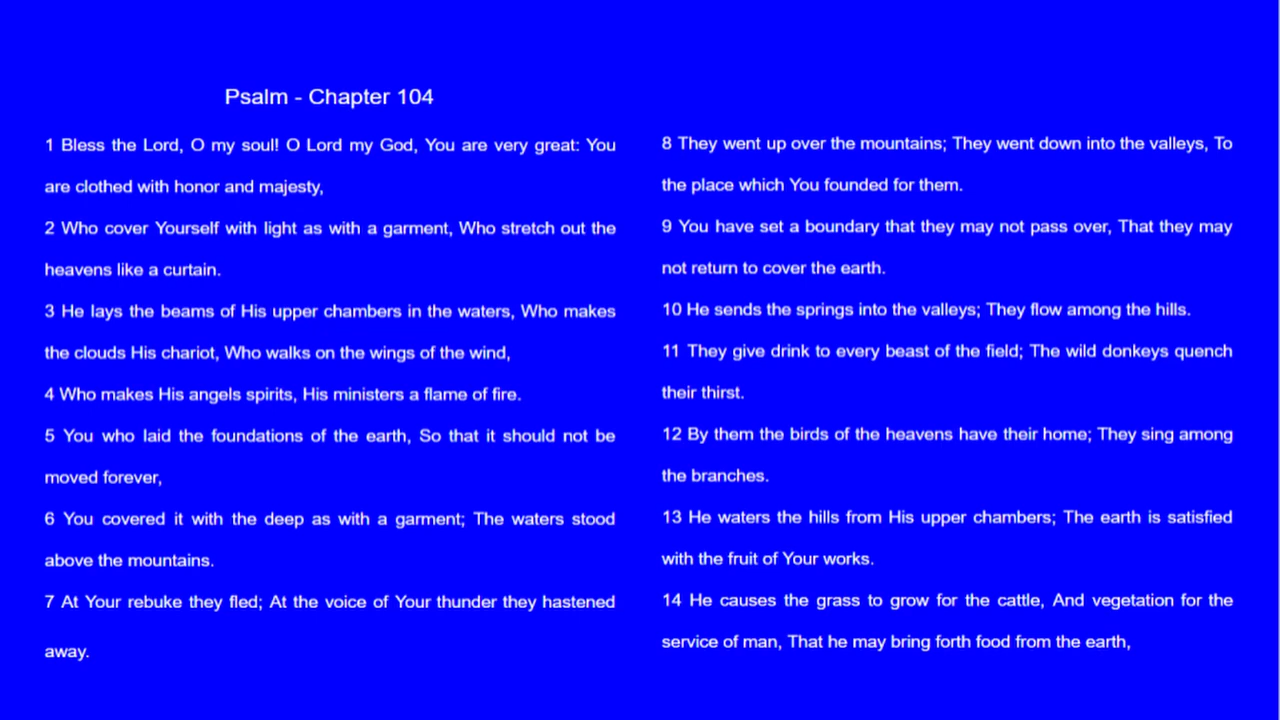 Psalm - Chapter 104
1 Bless the Lord, O my soul! O Lord my God, You are very great: You
are clothed with honor and majesty,
2 Who cover Yourself with light as with a garment, Who stretch out the
heavens like a curtain.
3 He lays the beams of His upper chambers in the waters, Who makes
the clouds His chariot, Who walks on the wings of the wind,
4 Who makes His angels spirits, His ministers a flame of fire.
5 You who laid the foundations of the earth, So that it should not be
moved forever,
6 You covered it with the deep as with a garment; The waters stood
above the mountains.
7 At Your rebuke they fled; At the voice of Your thunder they hastened
away.
8 They went up over the mountains; They went down into the valleys, To
the place which You founded for them.
9 You have set a boundary that they may not pass over, That they may
not return to cover the earth.
10 He sends the springs into the valleys; They flow among the hills.
11 They give drink to every beast of the field; The wild donkeys quench
their thirst.
12 By them the birds of the heavens have their home; They sing among
the branches.
13 He waters the hills from His upper chambers; The earth is satisfied
with the fruit of Your works.
14 He causes the grass to grow for the cattle, And vegetation for the
service of man, That he may bring forth food from the earth,